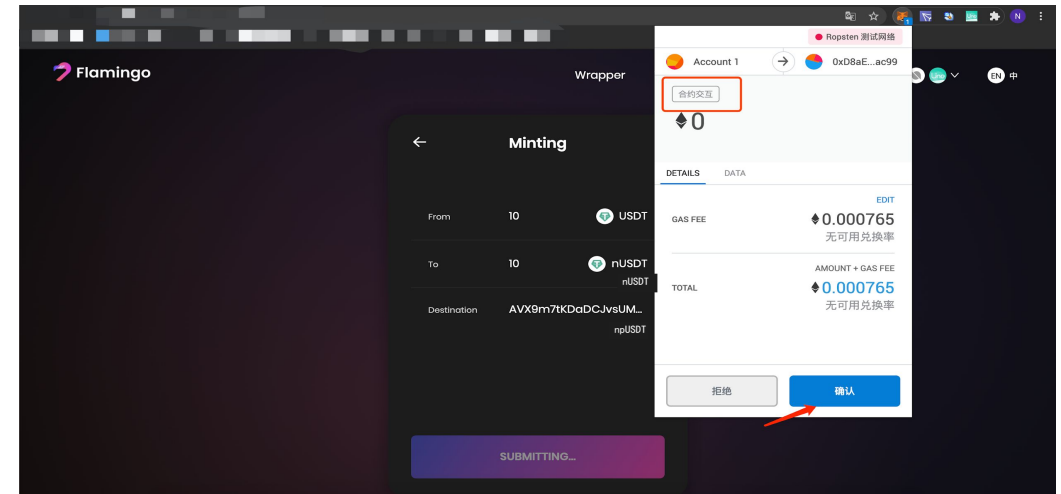 N
Ropsten 测试网络
Flamingo
Wrapper
Account 1
0xD8aE...ac99
EN 中
合约交互
0
Minting
DETAILS DATA
EDIT
From 10 USDT
GAS FEE 0.000765
无可用兑换率
To 10 nUSDT
nUSDT
AMOUNT + GAS FEE
TOTAL 0.000765
无可用兑换率
Destination AVX9m7tKDaDCJvsUM...
npUSDT
拒绝
确认
SUBMITTING...